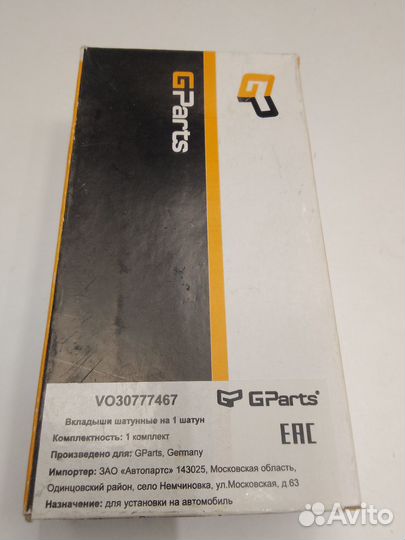 GParts
GP
VO30777467
GParts®
Вкладыши шатунные на 1 шатун
Комплектность: 1 комплект
EAC
Произведено для: GParts, Germany
Импортер: ЗАО «Автопартс» 143025, Московская область,
Одинцовский район, село Немчиновка, ул.Московская, д.63
Назначение: для установки на автомобиль
Avito